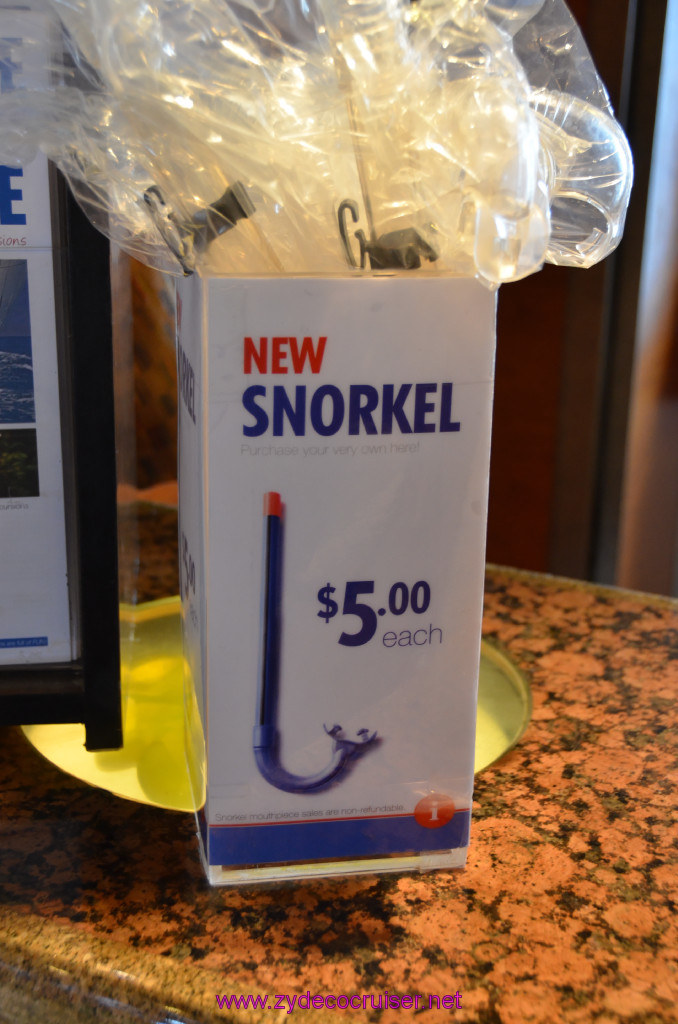 E
sions
NEW
SNORKEL
Purchase your very own here!
$5.00
each
Snorkel mouthpiece sales are non-refundable.
i
www.zydecocruiser.net